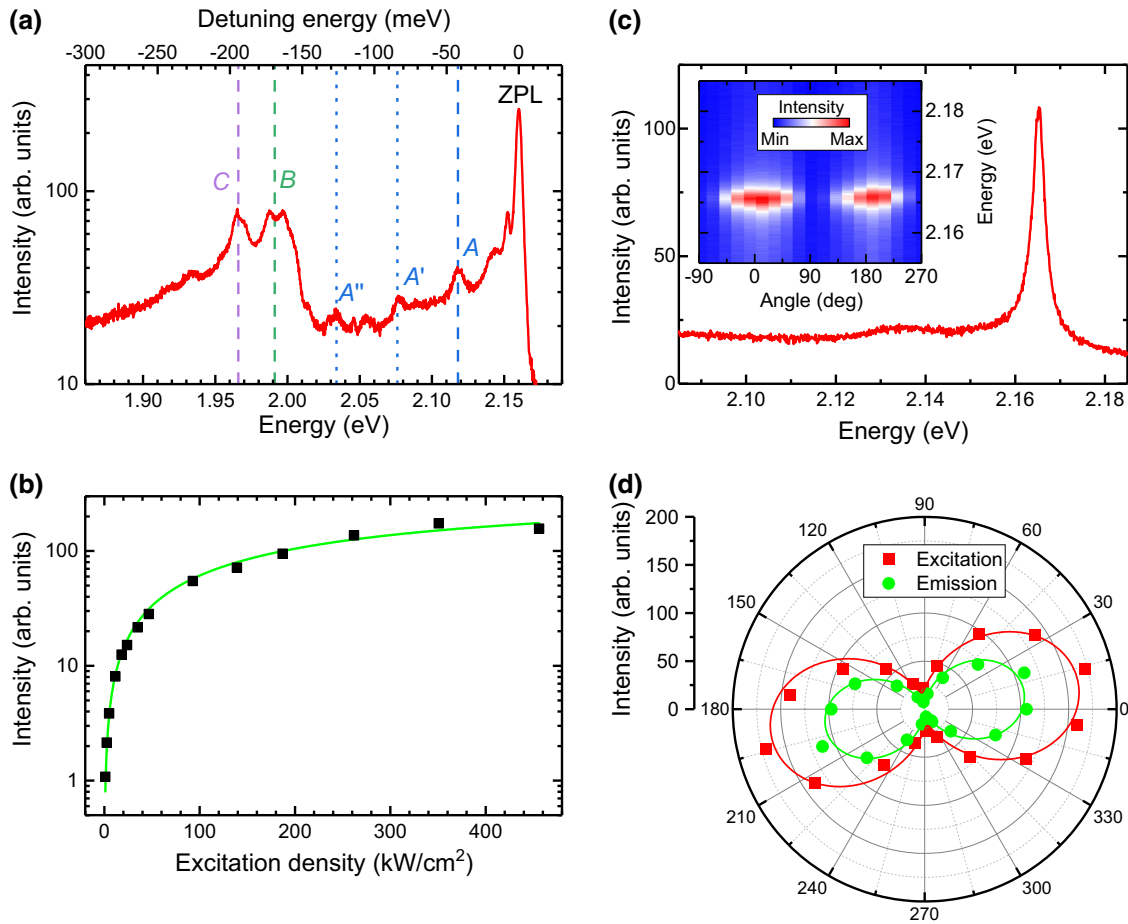 (a)
Detuning energy (meV)
-300 -250 -200 -150 -100 -50 0
Intensity (arb. units)
100
10
C
B
A"
A'
A
ZPL
1.90 1.95 2.00 2.05 2.10 2.15
Energy (eV)
(c)
Intensity (arb. units)
100
75
50
25
0
Intensity
Min Max
2.18
2.17
2.16
Energy (eV)
-90 0 90 180 270
Angle (deg)
2.10 2.12 2.14 2.16 2.18
Energy (eV)
(b)
Intensity (arb. units)
100
10
1
0 100 200 300 400
Excitation density (kW/cm²)
(d)
Intensity (arb. units)
200
150
100
50
0
Excitation
Emission
90
60
30
0
330
300
270
240
210
180
150
120